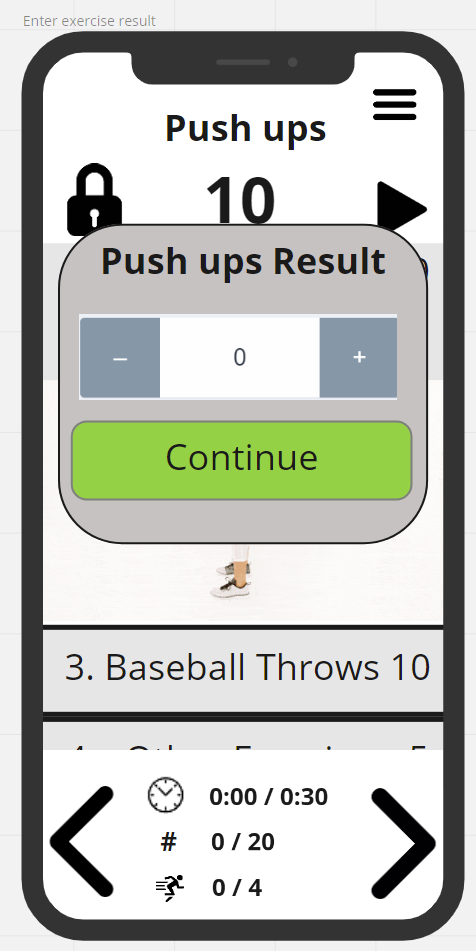 Enter exercise result
Push ups
10
Push ups Result
− 0 +
Continue
3. Baseball Throws 10
0:00 / 0:30
# 0 / 20
0 / 4